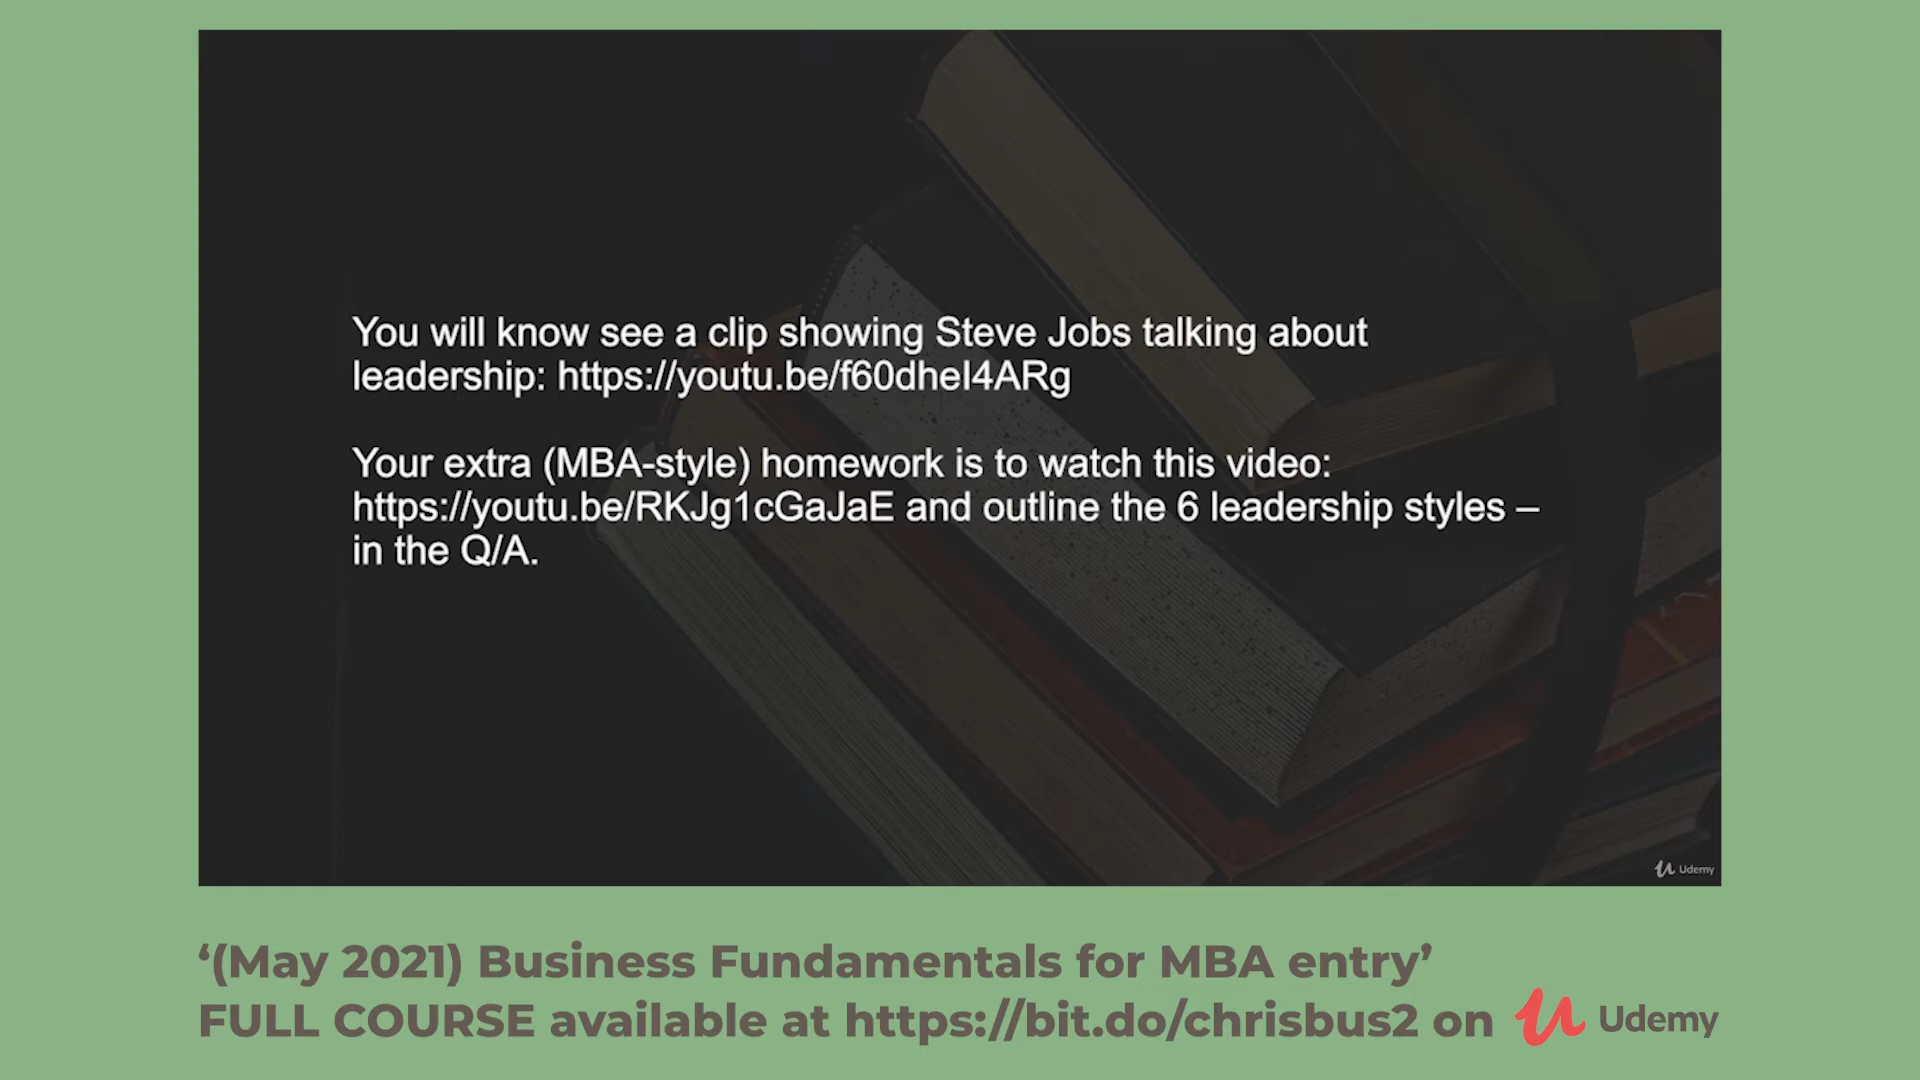 You will know see a clip showing Steve Jobs talking about
leadership: https://youtu.be/f60dheI4ARg
Your extra (MBA-style) homework is to watch this video:
https://youtu.be/RKJg1cGaJaE and outline the 6 leadership styles –
in the Q/A.
Udemy
‘(May 2021) Business Fundamentals for MBA entry’
FULL COURSE available at https://bit.do/chrisbus2 on Udemy